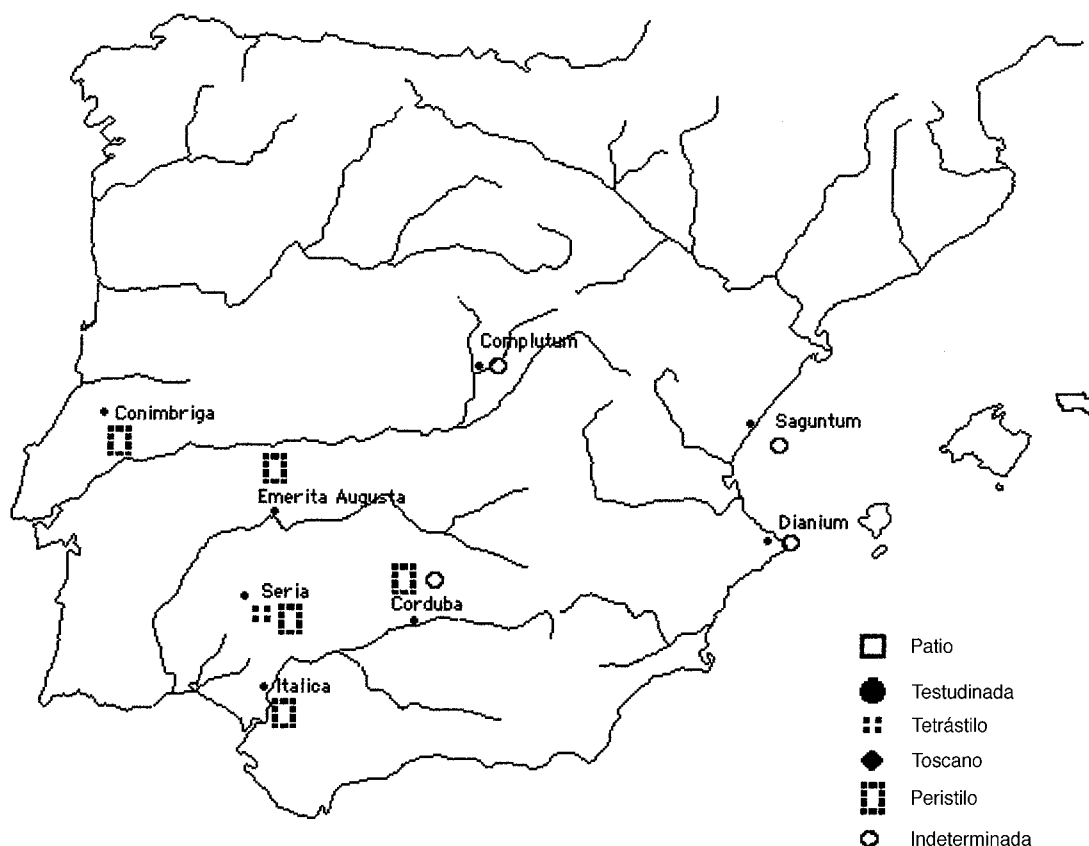 Complutum
Conimbriga
Saguntum
Emerita Augusta
Dianium
Seria
Corduba
Italica
Patio
Testudinada
Tetrástilo
Toscano
Peristilo
Indeterminada